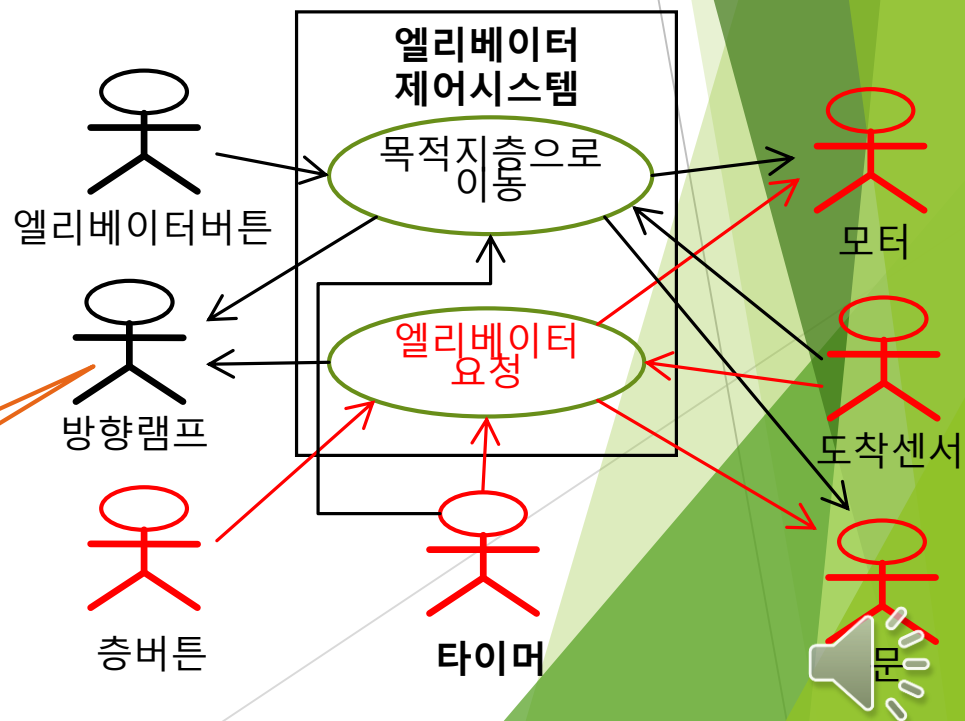 엘리베이터
제어시스템
목적지층으로
이동
엘리베이터버튼
모터
엘리베이터
요청
방향램프
도착센서
층버튼
타이머
문